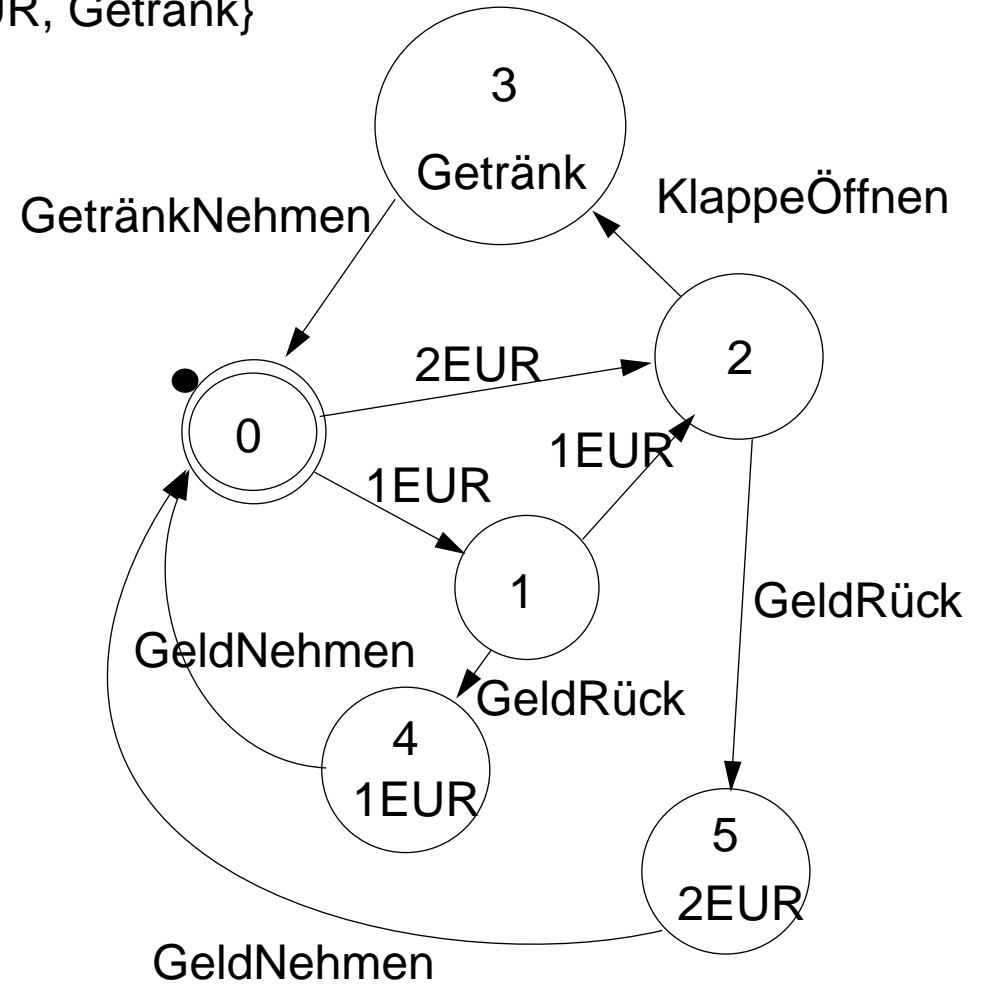 UR, Getränk}
3
Getränk
GetränkNehmen
KlappeÖffnen
2EUR
2
0
1EUR
1EUR
1
GeldRück
GeldNehmen
GeldRück
4
1EUR
5
2EUR
GeldNehmen